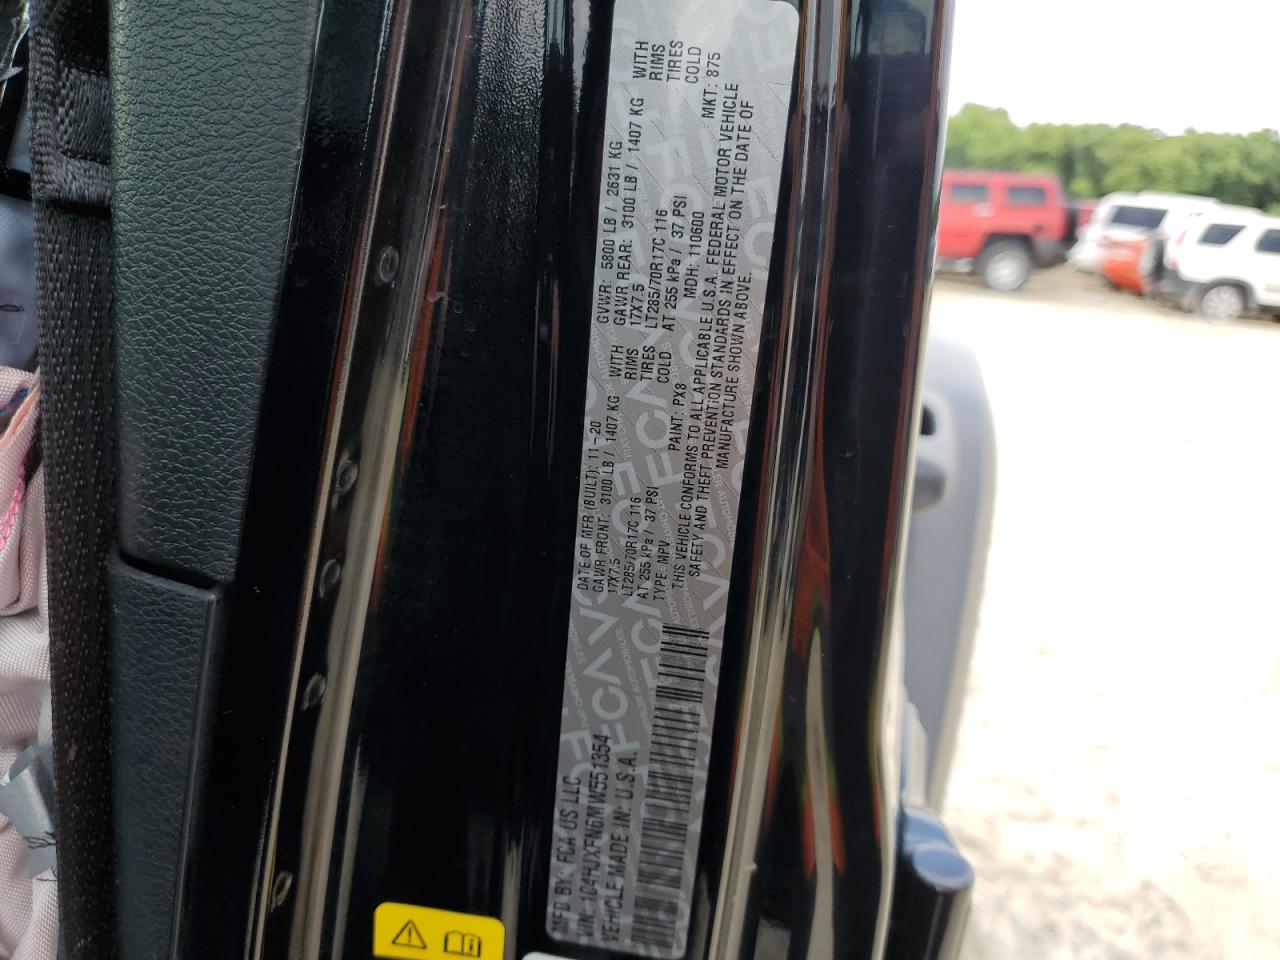 MFD BY: FCA US LLC
DATE OF MFR (BUILT): 11-20
GVWR: 5800 LB / 2631 KG
GAWR FRONT: 3100 LB / 1407 KG WITH
GAWR REAR: 3100 LB / 1407 KG WITH
17X7.5 RIMS
17X7.5 RIMS
LT285/70R17C 116 TIRES
LT285/70R17C 116 TIRES
AT 255 kPa / 37 PSI COLD
AT 255 kPa / 37 PSI COLD
VIN: 1C4HJXFN6MW551354
TYPE: MPV PAINT: PX8 MDH: 110600 MKT: 875
VEHICLE MADE IN: U.S.A.
THIS VEHICLE CONFORMS TO ALL APPLICABLE U.S.A. FEDERAL MOTOR VEHICLE
SAFETY AND THEFT PREVENTION STANDARDS IN EFFECT ON THE DATE OF
MANUFACTURE SHOWN ABOVE.